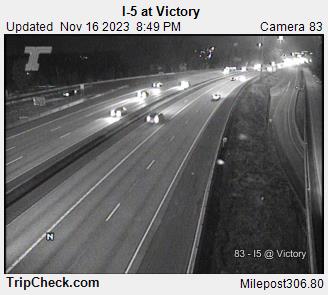 I-5 at Victory
Updated Nov 16 2023 8:49 PM Camera 83
T
N
83 - I5 @ Victory
TripCheck.com Milepost306.80